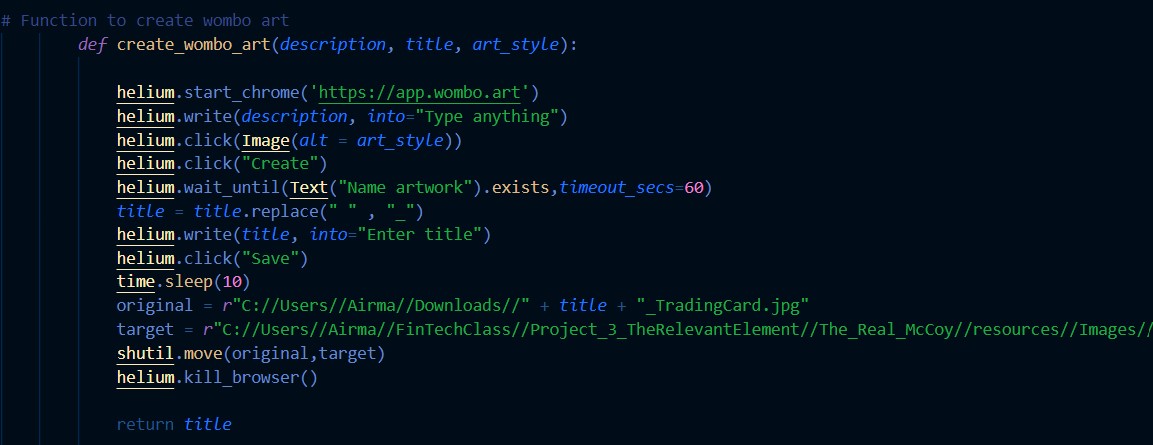 # Function to create wombo art
def create_wombo_art(description, title, art_style):
helium.start_chrome('https://app.wombo.art')
helium.write(description, into="Type anything")
helium.click(Image(alt = art_style))
helium.click("Create")
helium.wait_until(Text("Name artwork").exists,timeout_secs=60)
title = title.replace(" " , "_")
helium.write(title, into="Enter title")
helium.click("Save")
time.sleep(10)
original = r"C://Users//Airma//Downloads//" + title + "_TradingCard.jpg"
target = r"C://Users//Airma//FinTechClass//Project_3_TheRelevantElement//The_Real_McCoy//resources//Images//
shutil.move(original,target)
helium.kill_browser()
return title